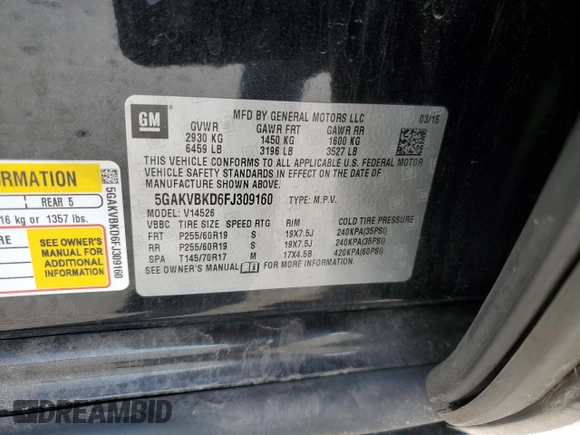 GM
MFD BY GENERAL MOTORS LLC
03/15
GVWR GAWR FRT GAWR RR
2930 KG 1450 KG 1600 KG
6459 LB 3196 LB 3527 LB
THIS VEHICLE CONFORMS TO ALL APPLICABLE U.S. FEDERAL MOTOR
VEHICLE SAFETY STANDARDS IN EFFECT ON THE DATE OF
MANUFACTURE SHOWN ABOVE.
5GAKVBKD6FJ309160 TYPE: M.P.V.
MODEL: V14526
VBBC TIRE SIZE SPEED RTG RIM COLD TIRE PRESSURE
FRT P255/60R19 S 19X7.5J 240KPA(35PSI)
RR P255/60R19 S 19X7.5J 240KPA(35PSI)
SPA T145/70R17 M 17X4.5B 420KPA(60PSI)
SEE OWNER'S MANUAL FOR MORE INFORMATION.
ORMATION
REAR 5
16 kg or 1357 lbs.
RE
SEE OWNER'S
MANUAL FOR
ADDITIONAL
INFORMATION
5GAKVBKD6FJ309160
DREAMBID